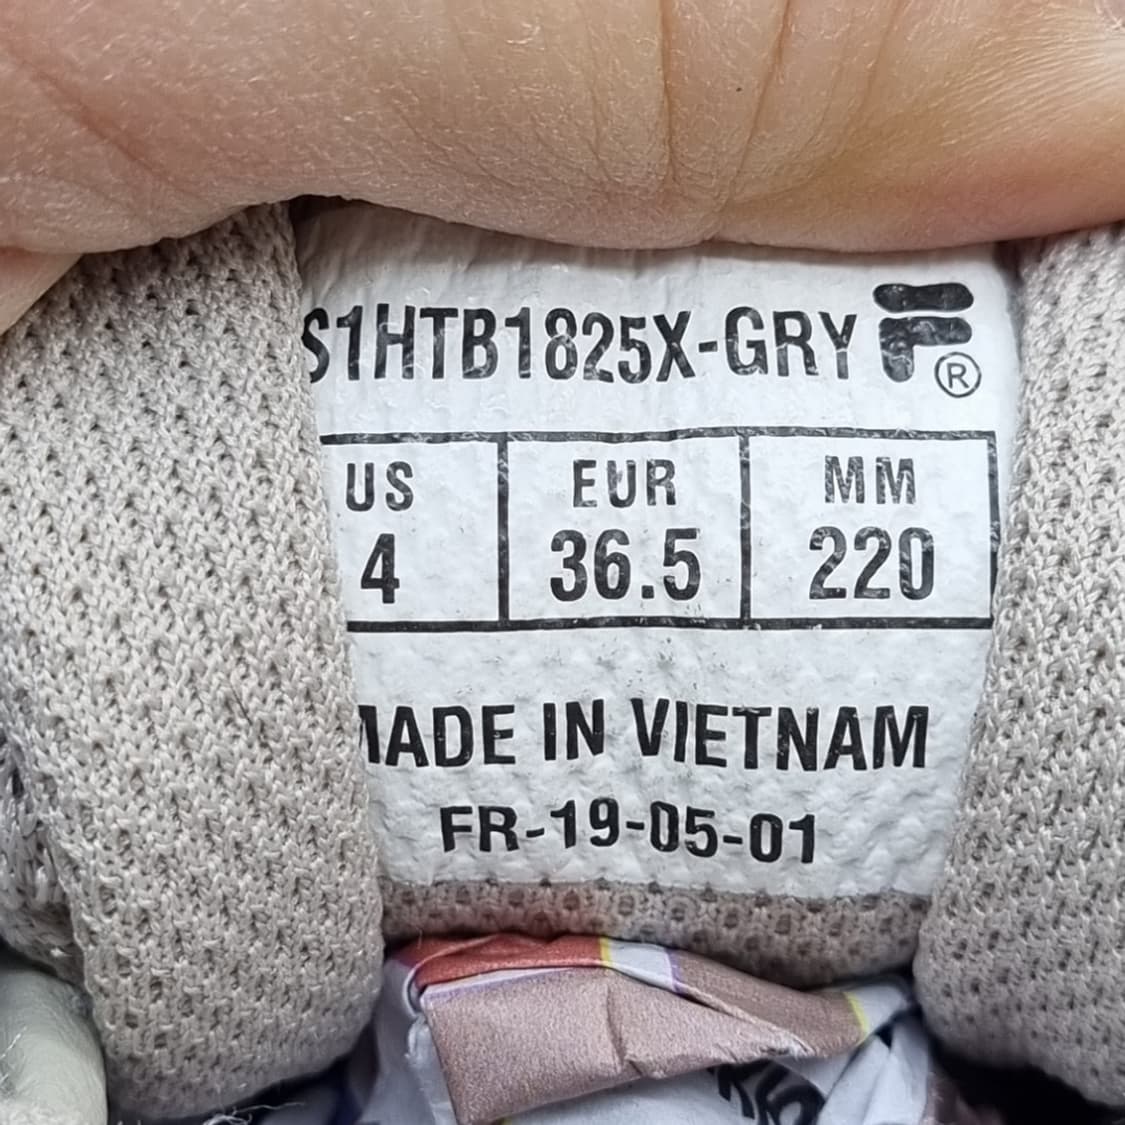 S1HTB1825X-GRY F®
US EUR MM
4 36.5 220
MADE IN VIETNAM
FR-19-05-01